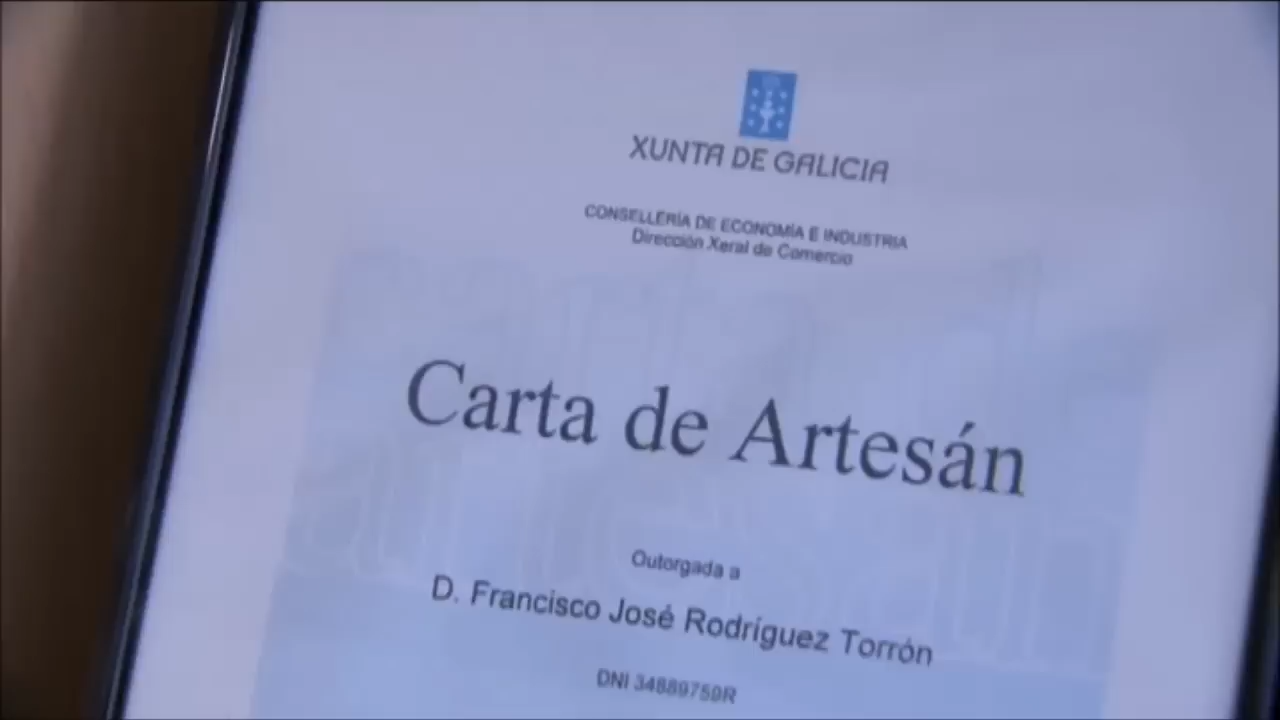 XUNTA DE GALICIA
CONSELLERÍA DE ECONOMÍA E INDUSTRIA
Dirección Xeral de Comercio
Carta de Artesán
Outorgada a
D. Francisco José Rodríguez Torrón
DNI 34889759R